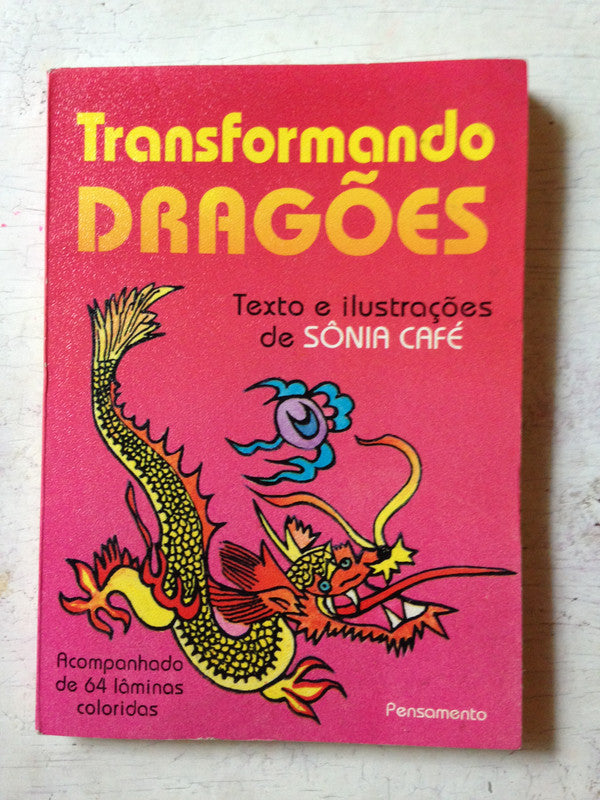 Transformando
DRAGÕES
Texto e ilustrações
de SÔNIA CAFÉ
Acompanhado
de 64 lâminas
coloridas
Pensamento